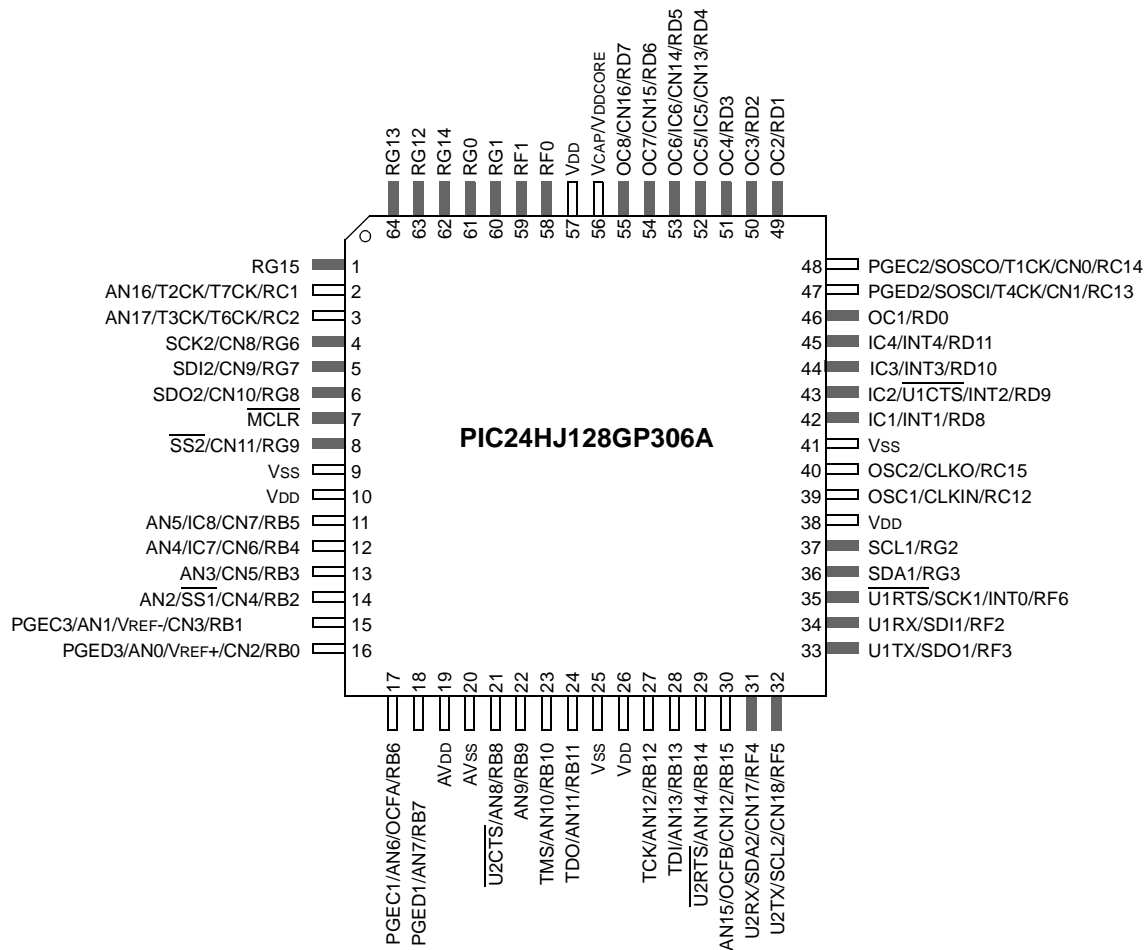 RG13
RG12
RG14
RG0
RG1
RF1
RF0
VDD
VCAP/VDDCORE
OC8/CN16/RD7
OC7/CN15/RD6
OC6/IC6/CN14/RD5
OC5/IC5/CN13/RD4
OC4/RD3
OC3/RD2
OC2/RD1
64 63 62 61 60 59 58 57 56 55 54 53 52 51 50 49
RG15 1
AN16/T2CK/T7CK/RC1 2
AN17/T3CK/T6CK/RC2 3
SCK2/CN8/RG6 4
SDI2/CN9/RG7 5
SDO2/CN10/RG8 6
MCLR 7
SS2/CN11/RG9 8
VSS 9
VDD 10
AN5/IC8/CN7/RB5 11
AN4/IC7/CN6/RB4 12
AN3/CN5/RB3 13
AN2/SS1/CN4/RB2 14
PGEC3/AN1/VREF-/CN3/RB1 15
PGED3/AN0/VREF+/CN2/RB0 16
PIC24HJ128GP306A
48 PGEC2/SOSCO/T1CK/CN0/RC14
47 PGED2/SOSCI/T4CK/CN1/RC13
46 OC1/RD0
45 IC4/INT4/RD11
44 IC3/INT3/RD10
43 IC2/U1CTS/INT2/RD9
42 IC1/INT1/RD8
41 VSS
40 OSC2/CLKO/RC15
39 OSC1/CLKIN/RC12
38 VDD
37 SCL1/RG2
36 SDA1/RG3
35 U1RTS/SCK1/INT0/RF6
34 U1RX/SDI1/RF2
33 U1TX/SDO1/RF3
17 18 19 20 21 22 23 24 25 26 27 28 29 30 31 32
PGEC1/AN6/OCFA/RB6
PGED1/AN7/RB7
AVDD
AVSS
U2CTS/AN8/RB8
AN9/RB9
TMS/AN10/RB10
TDO/AN11/RB11
VSS
VDD
TCK/AN12/RB12
TDI/AN13/RB13
U2RTS/AN14/RB14
AN15/OCFB/CN12/RB15
U2RX/SDA2/CN17/RF4
U2TX/SCL2/CN18/RF5